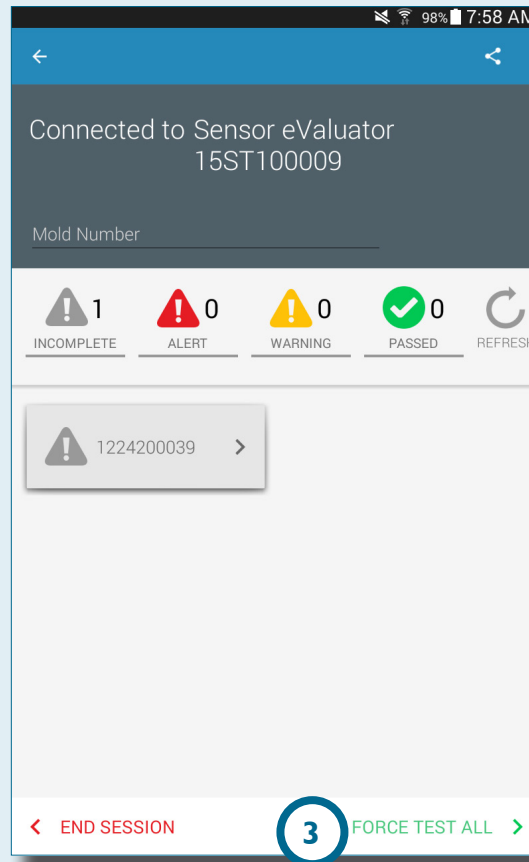 98% 7:58 AM
Connected to Sensor eValuator
15ST100009
Mold Number
1 0 0 0
INCOMPLETE ALERT WARNING PASSED REFRESH
1224200039
END SESSION 3 FORCE TEST ALL